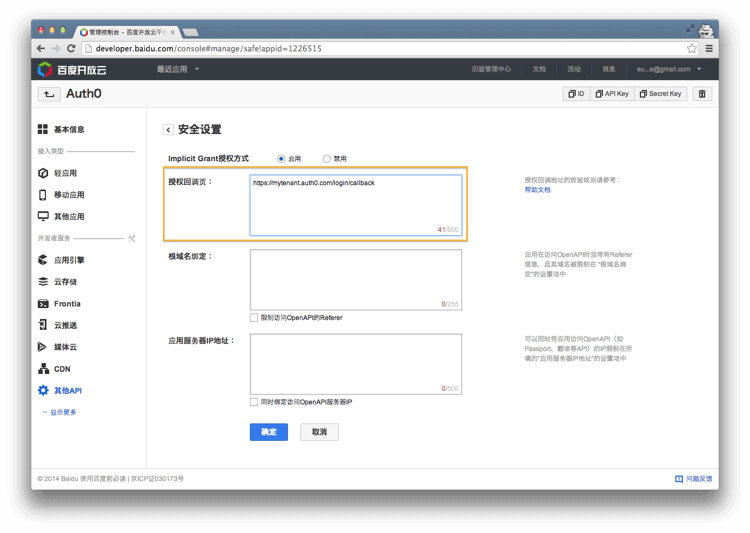 管理控制台 – 百度开放云平
developer.baidu.com/console#manage/safe!appid=1226515
百度开放云
最近应用
旧版管理中心
文档
活动
消息
eu...e@gmail.com
Auth0
ID
API Key
Secret Key
基本信息
接入类型
轻应用
移动应用
其他应用
开发者服务
应用引擎
云存储
Frontia
云推送
媒体云
CDN
其他API
显示更多
安全设置
Implicit Grant授权方式
启用
禁用
授权回调页：
https://mytenant.auth0.com/login/callback
41/500
授权回调地址的校验规则请参考：
帮助文档
根域名绑定：
0/255
应用在访问OpenAPI时须带有Referer
信息，且其域名被限制在 "根域名绑
定"的设置项中
限制访问OpenAPI的Referer
应用服务器IP地址：
0/500
可以同时将应用访问OpenAPI（如
Passport、翻译等API）的IP限制在所
填的"应用服务器IP地址"的设置项中
同时绑定访问OpenAPI服务器IP
确定
取消
© 2014 Baidu 使用百度前必读 | 京ICP证030173号
问题反馈